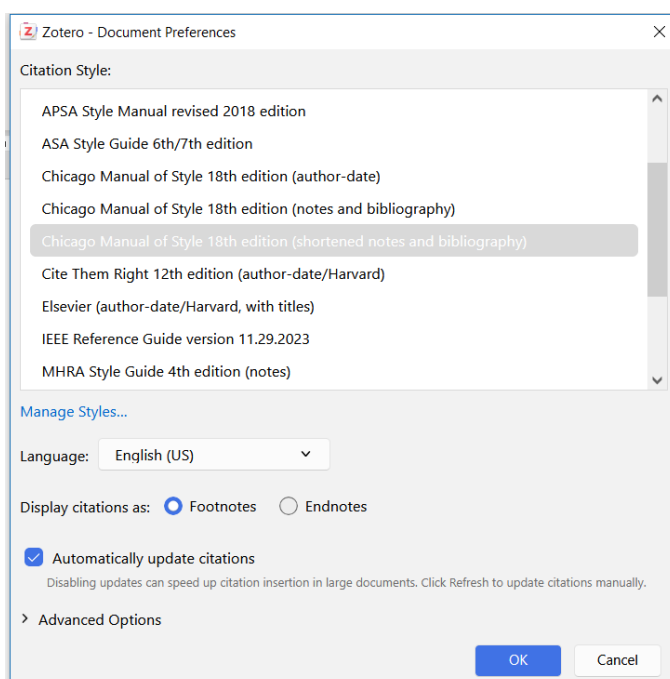 Zotero - Document Preferences
Citation Style:
APSA Style Manual revised 2018 edition
ASA Style Guide 6th/7th edition
Chicago Manual of Style 18th edition (author-date)
Chicago Manual of Style 18th edition (notes and bibliography)
Chicago Manual of Style 18th edition (shortened notes and bibliography)
Cite Them Right 12th edition (author-date/Harvard)
Elsevier (author-date/Harvard, with titles)
IEEE Reference Guide version 11.29.2023
MHRA Style Guide 4th edition (notes)
Manage Styles...
Language: English (US)
Display citations as: Footnotes Endnotes
Automatically update citations
Disabling updates can speed up citation insertion in large documents. Click Refresh to update citations manually.
Advanced Options
OK Cancel